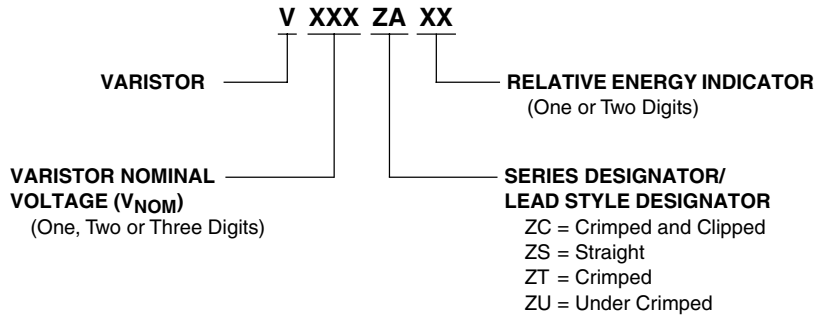 V XXX ZA XX
VARISTOR
RELATIVE ENERGY INDICATOR
(One or Two Digits)
VARISTOR NOMINAL
VOLTAGE (VNOM)
(One, Two or Three Digits)
SERIES DESIGNATOR/
LEAD STYLE DESIGNATOR
ZC = Crimped and Clipped
ZS = Straight
ZT = Crimped
ZU = Under Crimped